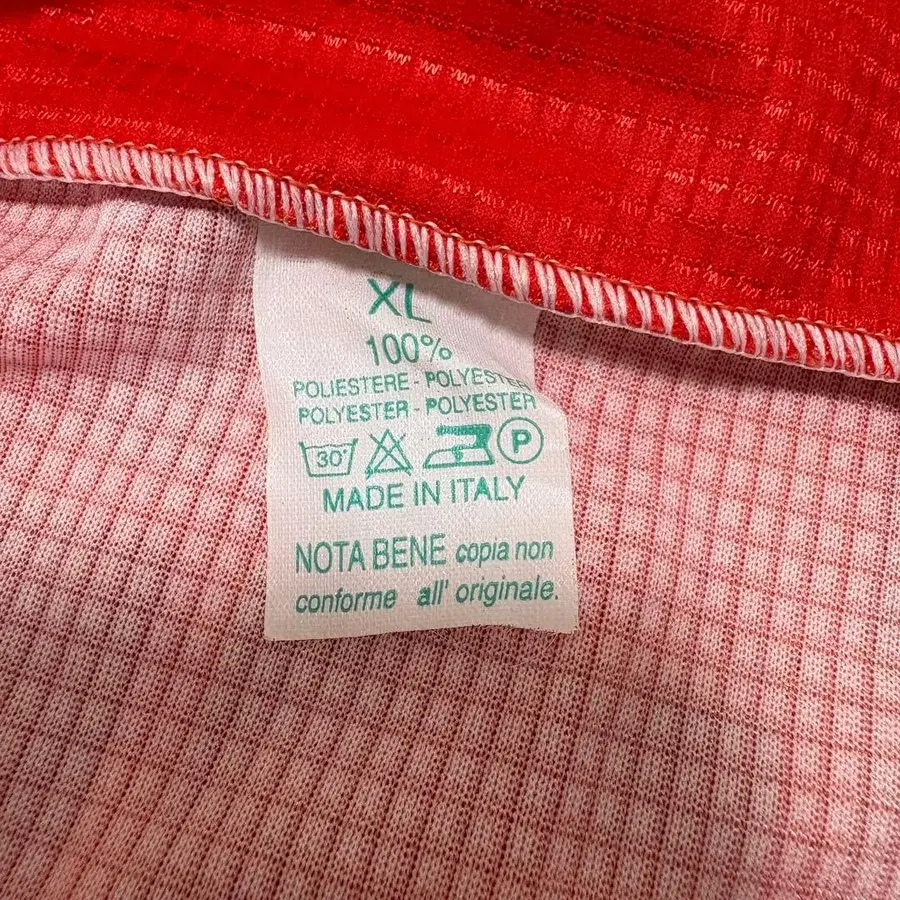 XL
100%
POLIESTERE - POLYESTER
POLYESTER - POLYESTER
30° P
MADE IN ITALY
NOTA BENE copia non
conforme all' originale.